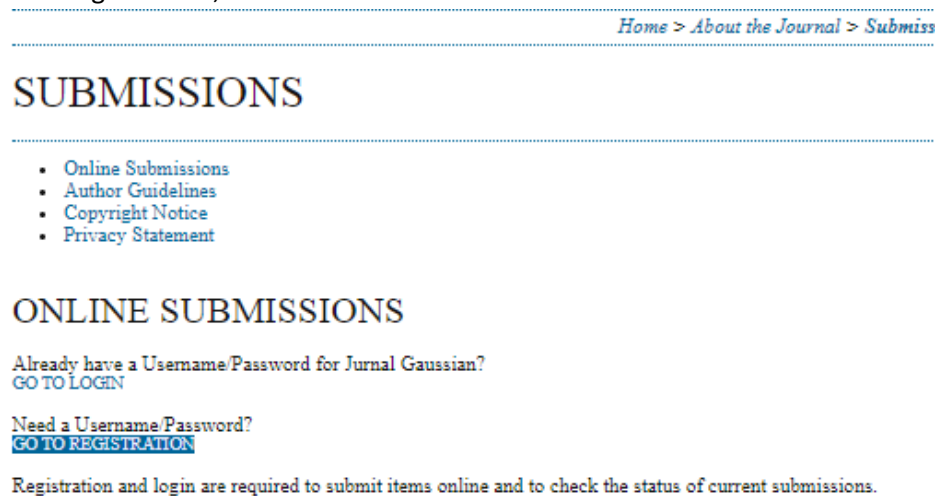 Home > About the Journal > Submiss
SUBMISSIONS
• Online Submissions
• Author Guidelines
• Copyright Notice
• Privacy Statement
ONLINE SUBMISSIONS
Already have a Username/Password for Jurnal Gaussian?
GO TO LOGIN
Need a Username/Password?
GO TO REGISTRATION
Registration and login are required to submit items online and to check the status of current submissions.